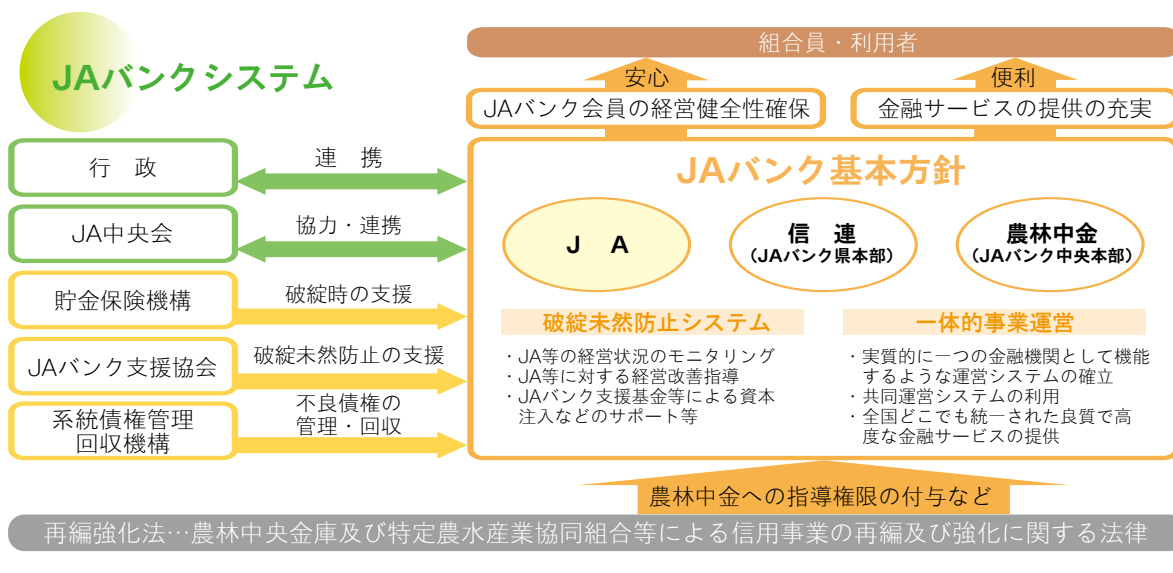 JAバンクシステム
組合員・利用者
安心
便利
JAバンク会員の経営健全性確保
金融サービスの提供の充実
行　政
連　携
JA中央会
協力・連携
貯金保険機構
破綻時の支援
JAバンク支援協会
破綻未然防止の支援
系統債権管理
回収機構
不良債権の
管理・回収
JAバンク基本方針
J　A
信　連
（JAバンク県本部）
農林中金
（JAバンク中央本部）
破綻未然防止システム
・JA等の経営状況のモニタリング
・JA等に対する経営改善指導
・JAバンク支援基金等による資本
注入などのサポート等
一体的事業運営
・実質的に一つの金融機関として機能
するような運営システムの確立
・共同運営システムの利用
・全国どこでも統一された良質で高
度な金融サービスの提供
農林中金への指導権限の付与など
再編強化法…農林中央金庫及び特定農水産業協同組合等による信用事業の再編及び強化に関する法律